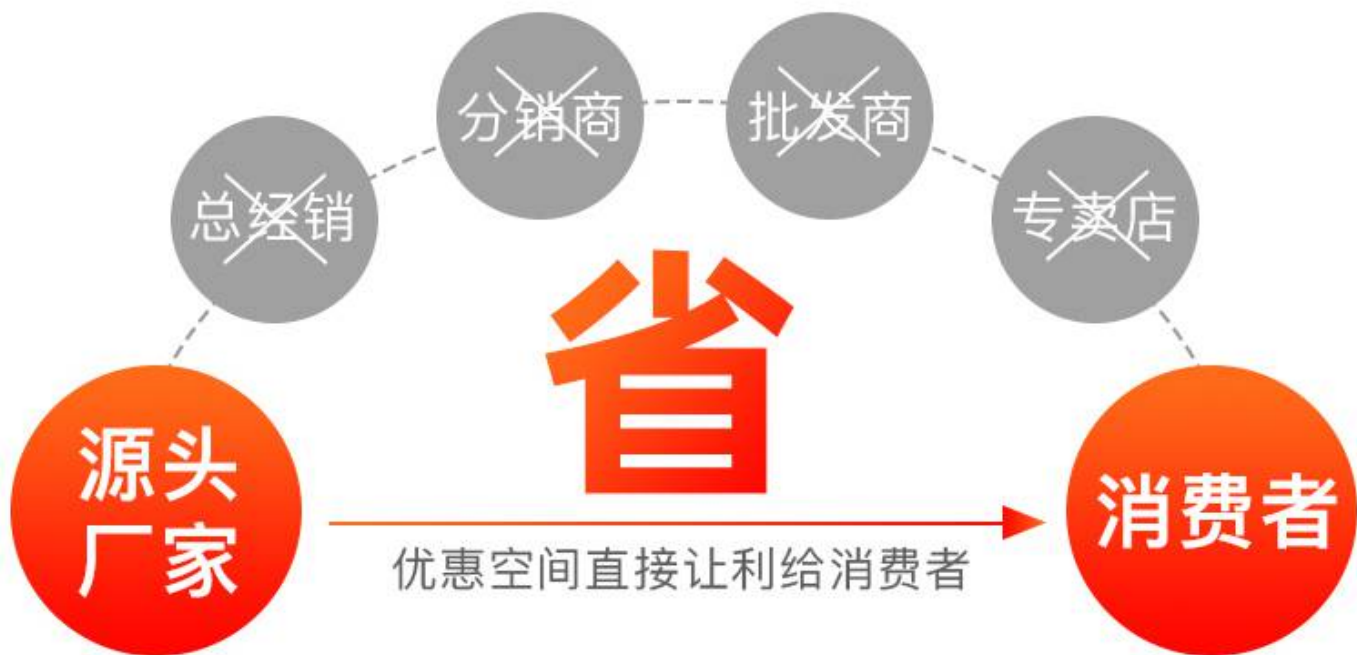 分销商
批发商
总经销
专卖店
省
源头
厂家
消费者
优惠空间直接让利给消费者